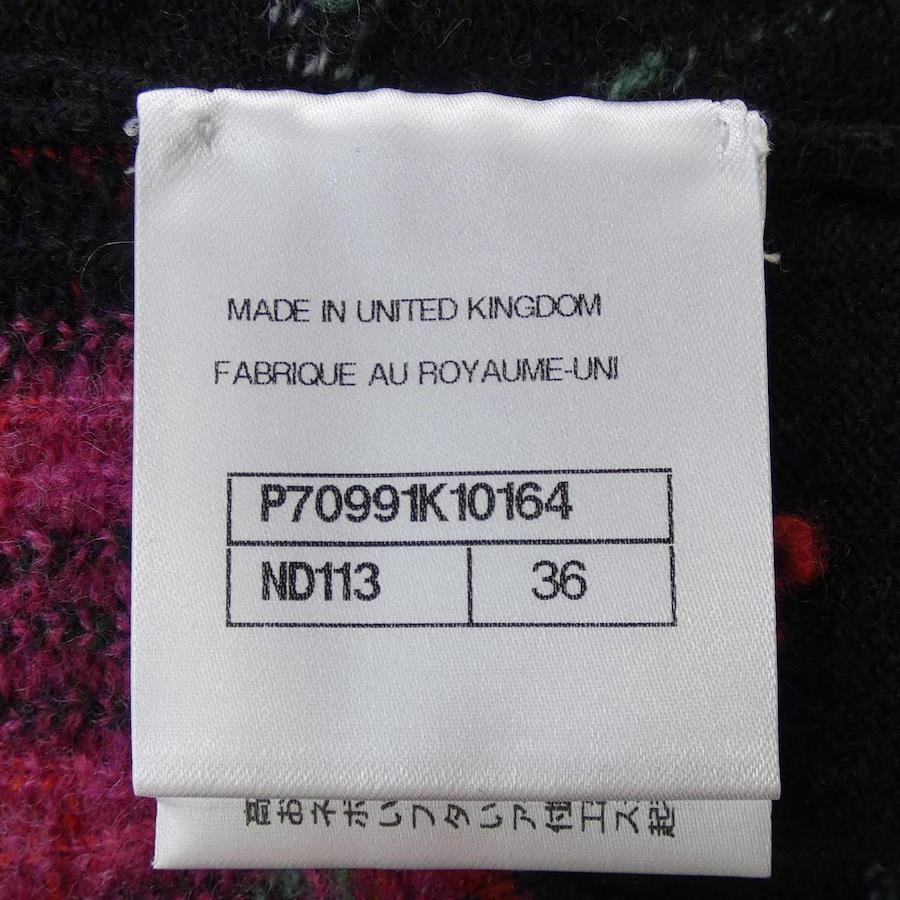 MADE IN UNITED KINGDOM
FABRIQUE AU ROYAUME-UNI
P70991K10164
ND113 36